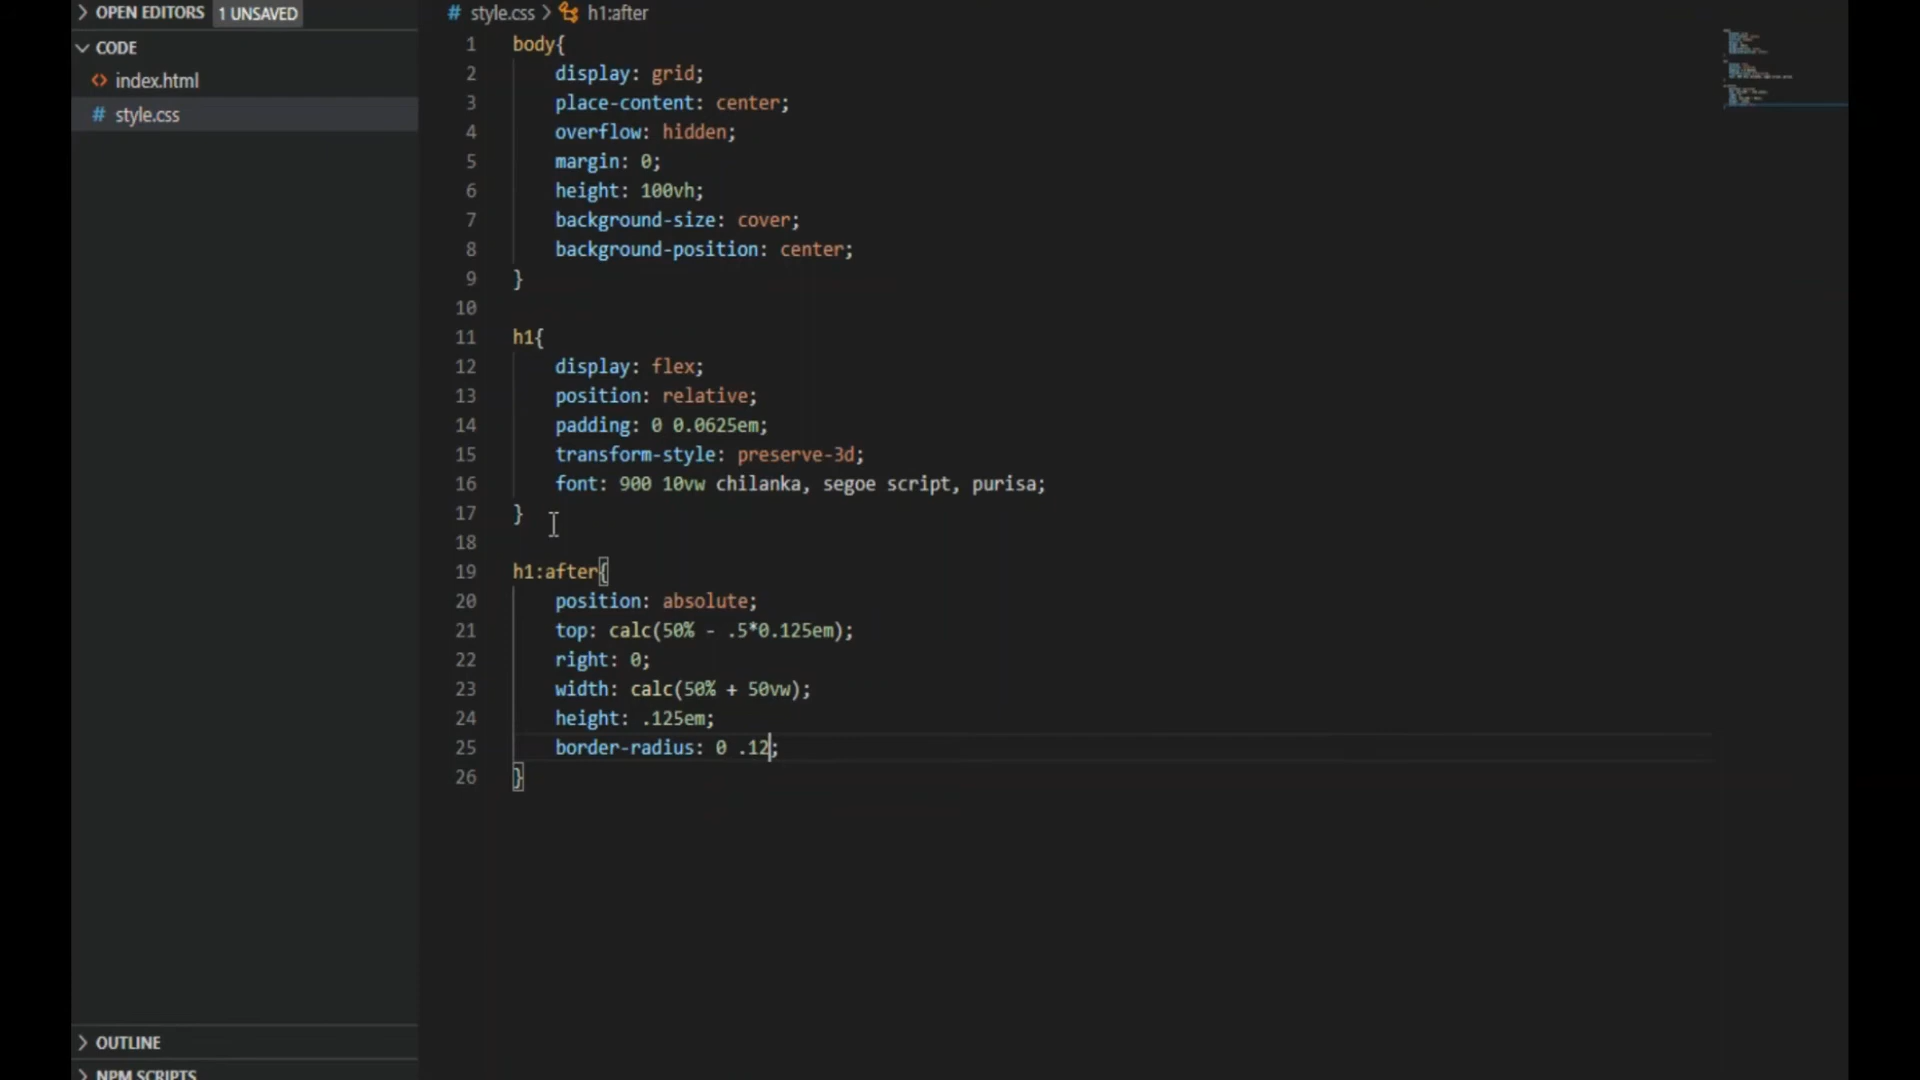 OPEN EDITORS 1 UNSAVED
CODE
index.html
# style.css
OUTLINE
NPM SCRIPTS
# style.css > h1:after
1 body{
2 display: grid;
3 place-content: center;
4 overflow: hidden;
5 margin: 0;
6 height: 100vh;
7 background-size: cover;
8 background-position: center;
9 }
10
11 h1{
12 display: flex;
13 position: relative;
14 padding: 0 0.0625em;
15 transform-style: preserve-3d;
16 font: 900 10vw chilanka, segoe script, purisa;
17 }
18
19 h1:after{
20 position: absolute;
21 top: calc(50% - .5*0.125em);
22 right: 0;
23 width: calc(50% + 50vw);
24 height: .125em;
25 border-radius: 0 .12;
26 }